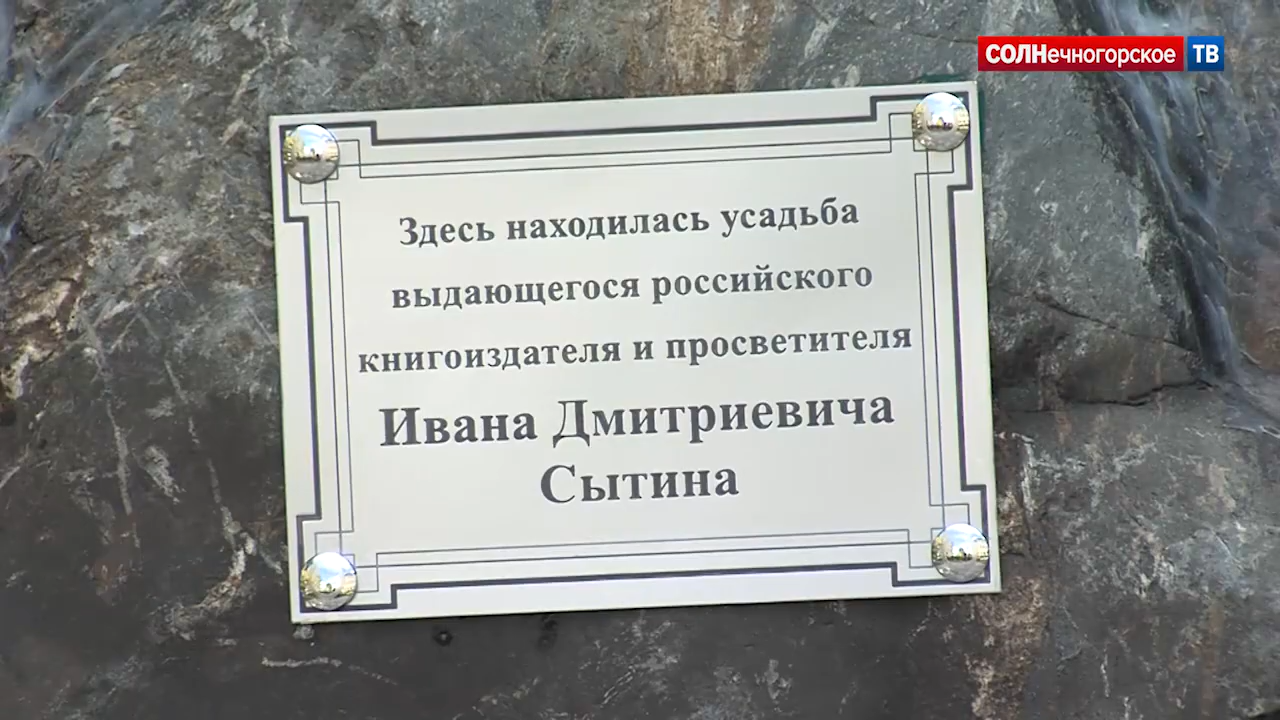 СОЛНечногорское ТВ
Здесь находилась усадьба
выдающегося российского
книгоиздателя и просветителя
Ивана Дмитриевича
Сытина